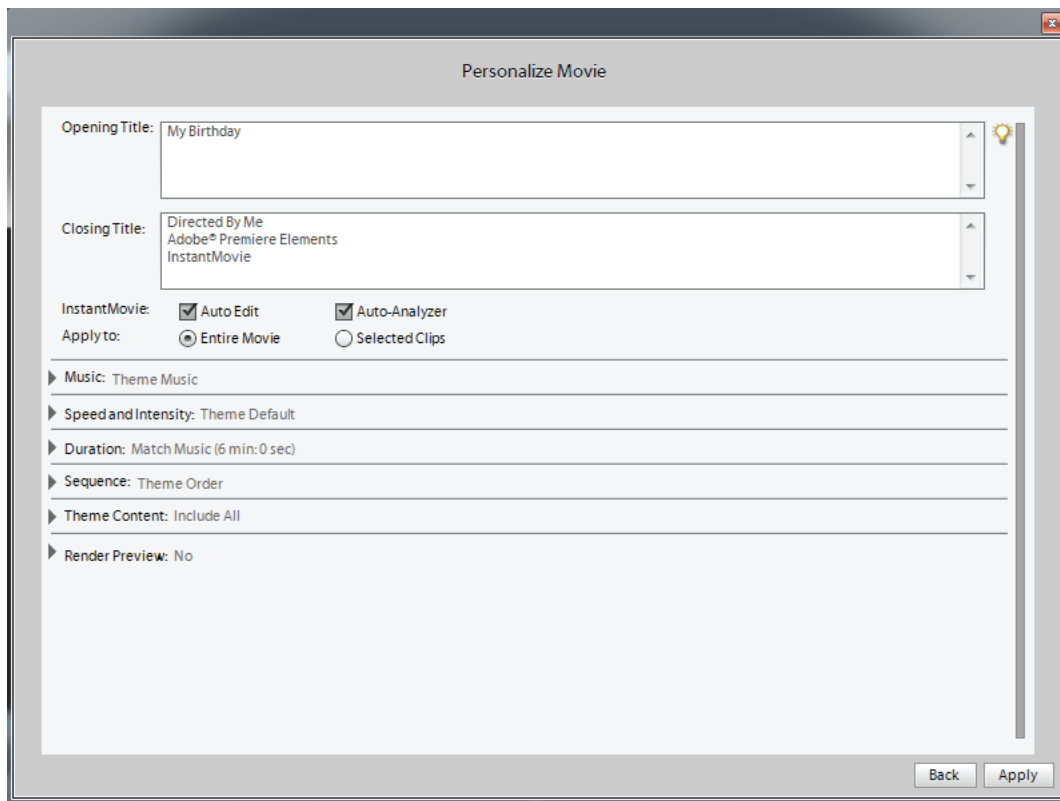 Personalize Movie
Opening Title: My Birthday
Closing Title: Directed By Me
Adobe® Premiere Elements
InstantMovie
InstantMovie: Auto Edit Auto-Analyzer
Apply to: Entire Movie Selected Clips
Music: Theme Music
Speed and Intensity: Theme Default
Duration: Match Music (6 min: 0 sec)
Sequence: Theme Order
Theme Content: Include All
Render Preview: No
Back Apply